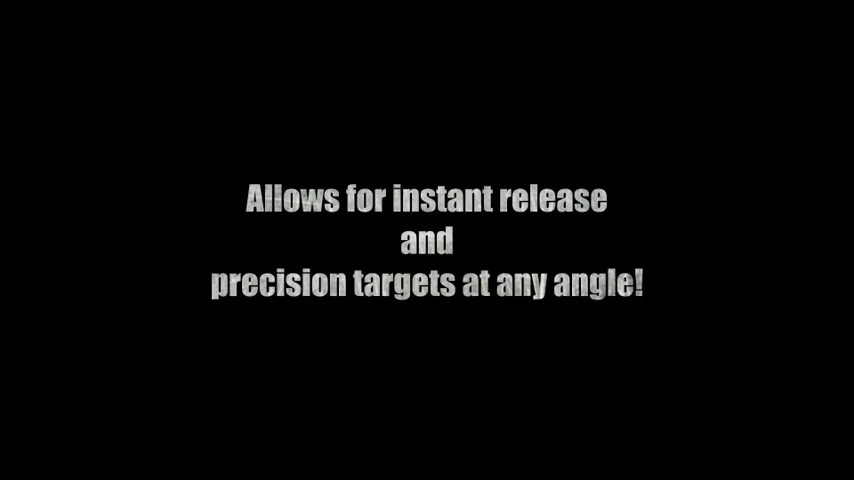 Allows for instant release
and
precision targets at any angle!